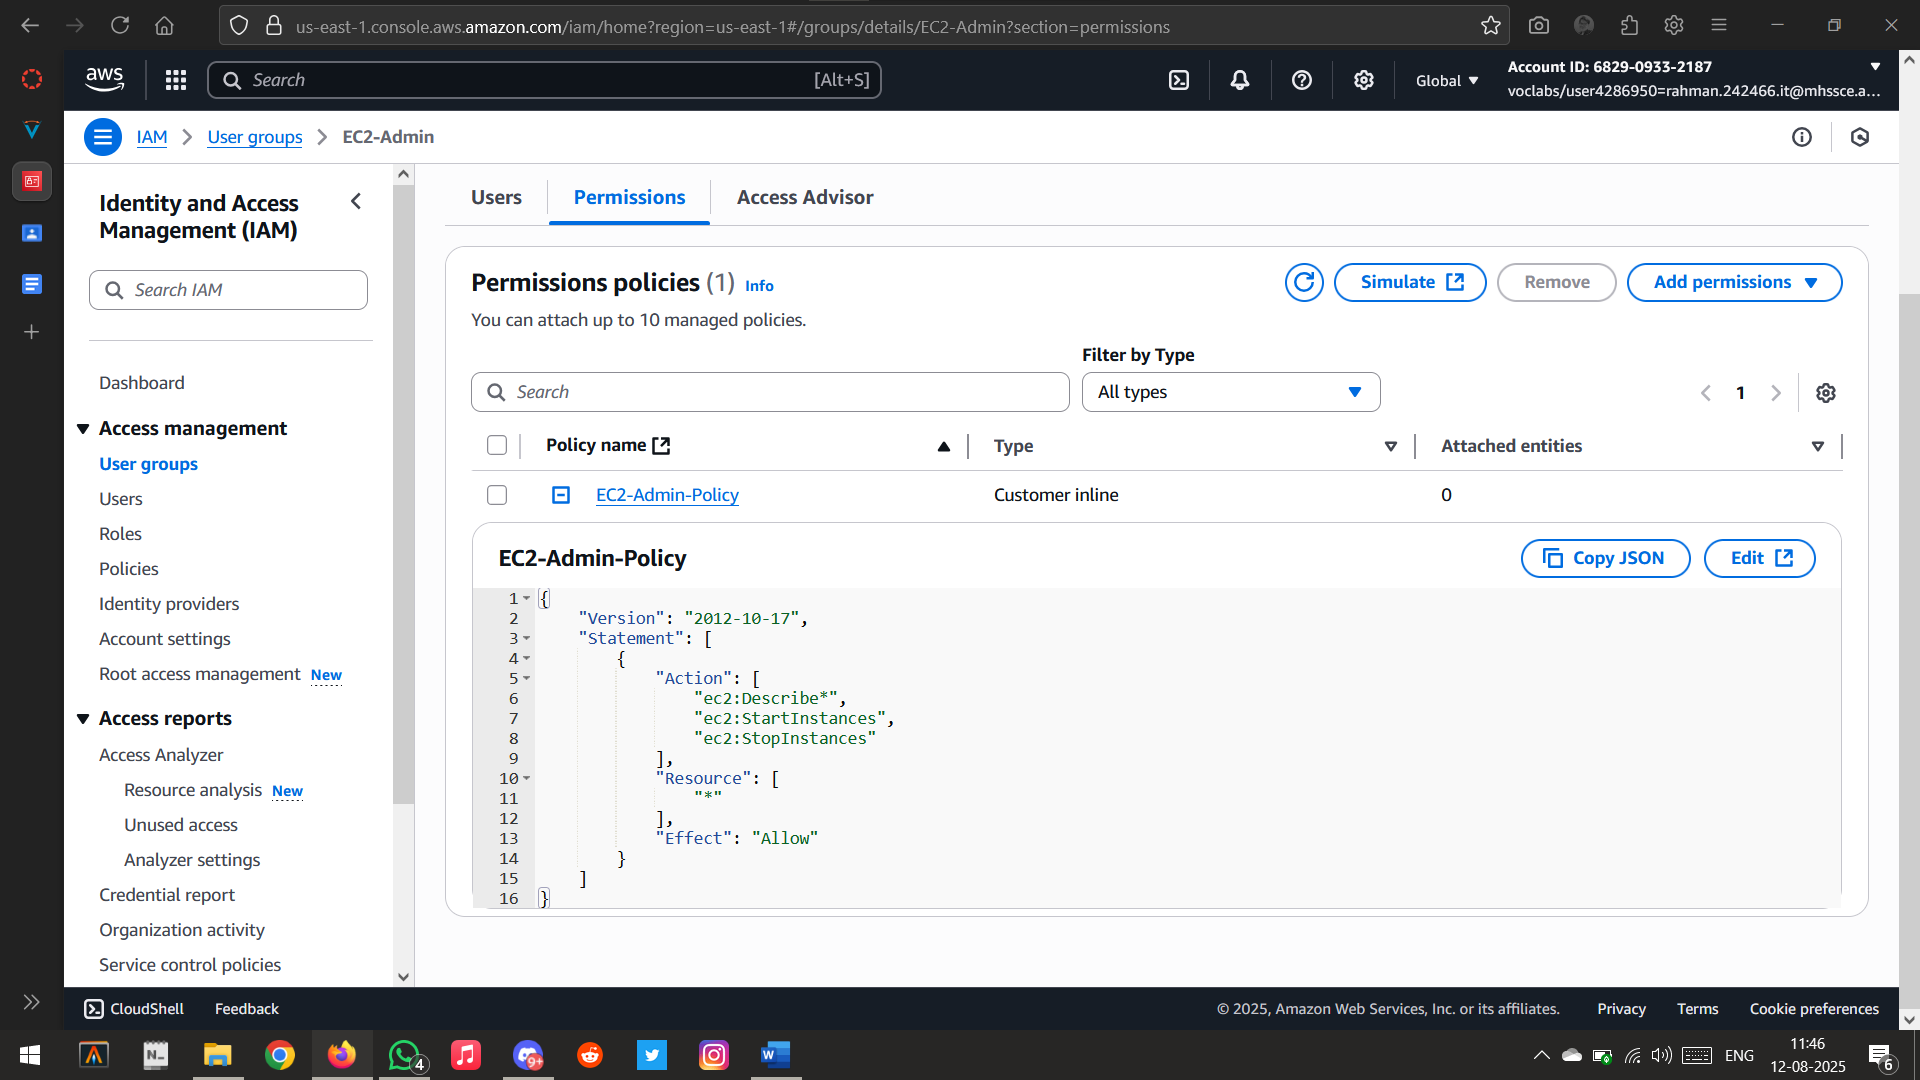 us-east-1.console.aws.amazon.com/iam/home?region=us-east-1#/groups/details/EC2-Admin?section=permissions
aws
Search
[Alt+S]
Global
Account ID: 6829-0933-2187
voclabs/user4286950=rahman.242466.it@mhssce.a...
IAM
User groups
EC2-Admin
Identity and Access
Management (IAM)
Search IAM
Dashboard
Access management
User groups
Users
Roles
Policies
Identity providers
Account settings
Root access management New
Access reports
Access Analyzer
Resource analysis New
Unused access
Analyzer settings
Credential report
Organization activity
Service control policies
Users
Permissions
Access Advisor
Permissions policies (1) Info
You can attach up to 10 managed policies.
Simulate
Remove
Add permissions
Filter by Type
Search
All types
1
Policy name
Type
Attached entities
EC2-Admin-Policy
Customer inline
0
EC2-Admin-Policy
Copy JSON
Edit
1 {
2 "Version": "2012-10-17",
3 "Statement": [
4 {
5 "Action": [
6 "ec2:Describe*",
7 "ec2:StartInstances",
8 "ec2:StopInstances"
9 ],
10 "Resource": [
11 "*"
12 ],
13 "Effect": "Allow"
14 }
15 ]
16 }
CloudShell
Feedback
© 2025, Amazon Web Services, Inc. or its affiliates.
Privacy
Terms
Cookie preferences
N_
4
9+
W
ENG
11:46
12-08-2025
6